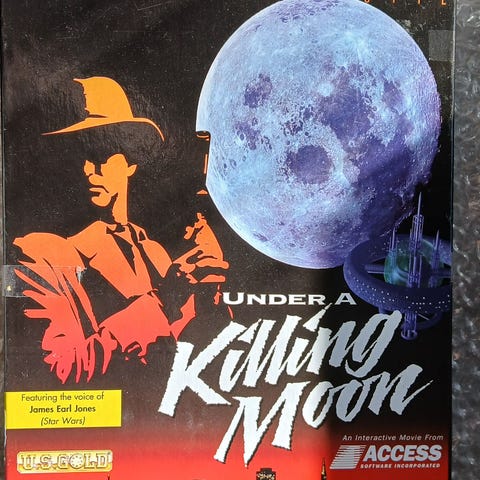 UNDER A
Killing
Moon
Featuring the voice of
James Earl Jones
(Star Wars)
U.S. GOLD
An Interactive Movie From
ACCESS
SOFTWARE INCORPORATED